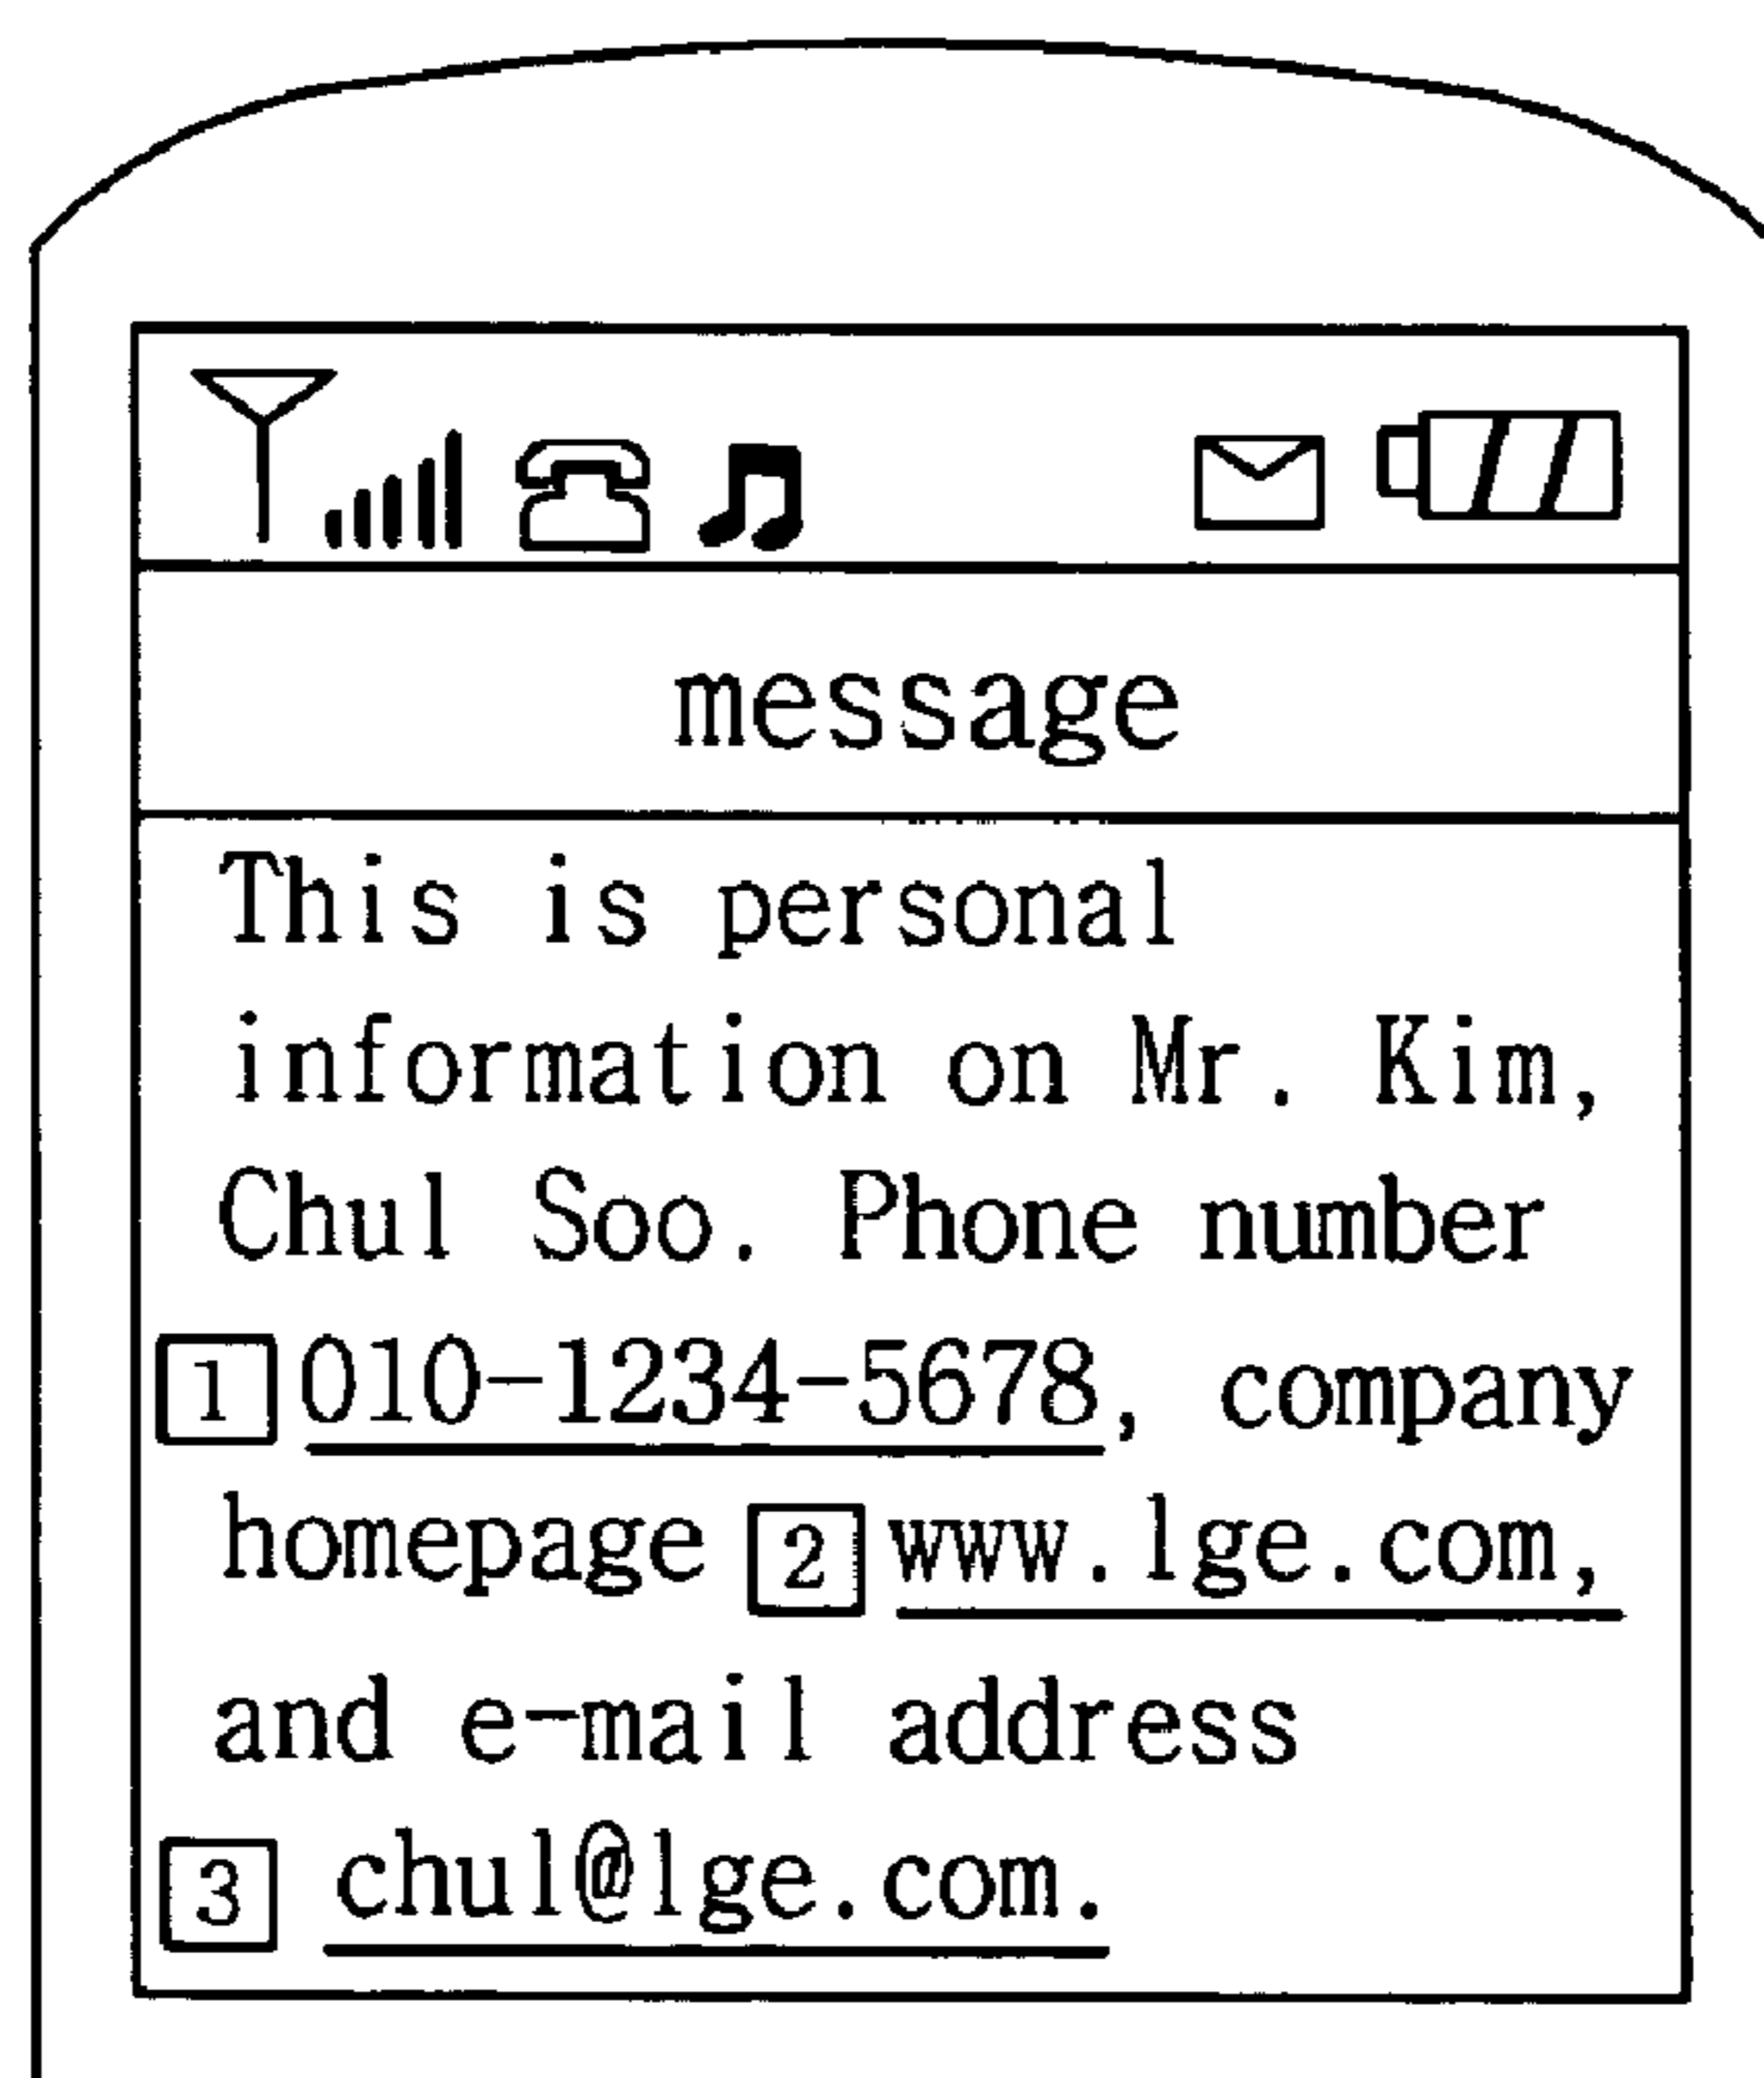 message
This is personal
information on Mr. Kim,
Chul Soo. Phone number
1 010-1234-5678, company
homepage 2 www.lge.com,
and e-mail address
3 chul@lge.com.